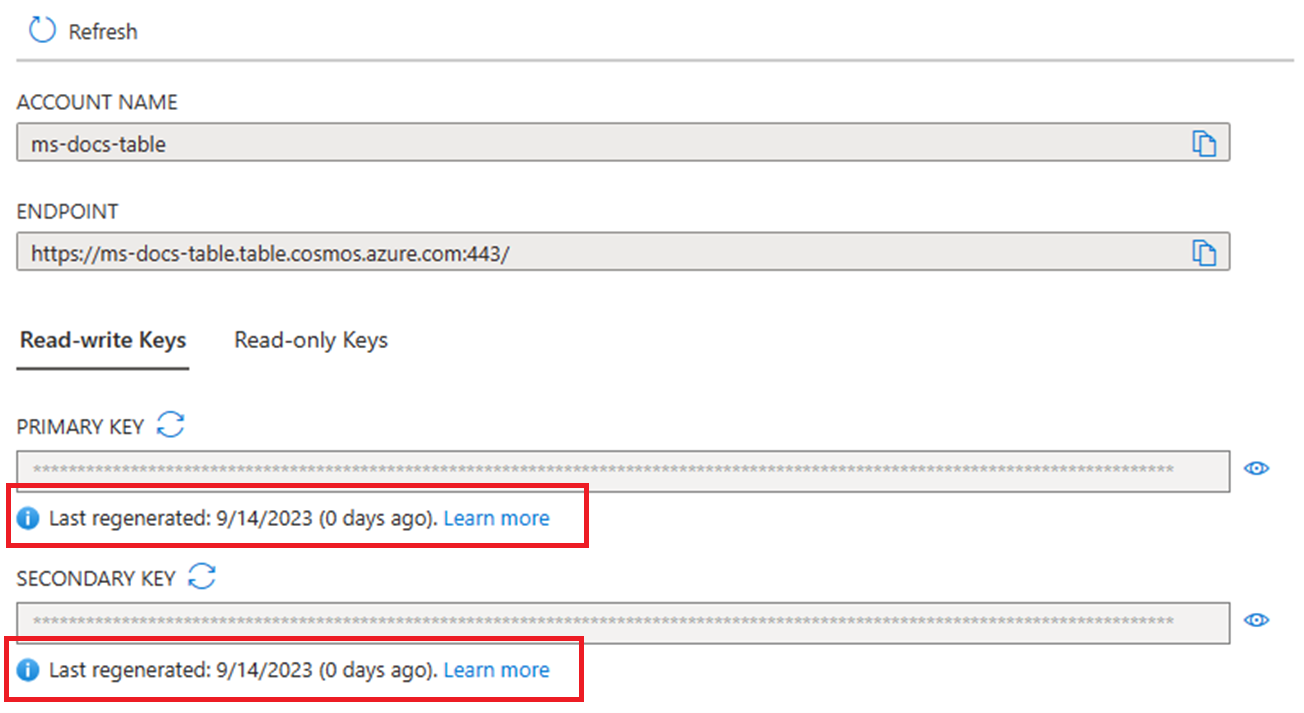 Refresh
ACCOUNT NAME
ms-docs-table
ENDPOINT
https://ms-docs-table.table.cosmos.azure.com:443/
Read-write Keys Read-only Keys
PRIMARY KEY
Last regenerated: 9/14/2023 (0 days ago). Learn more
SECONDARY KEY
Last regenerated: 9/14/2023 (0 days ago). Learn more